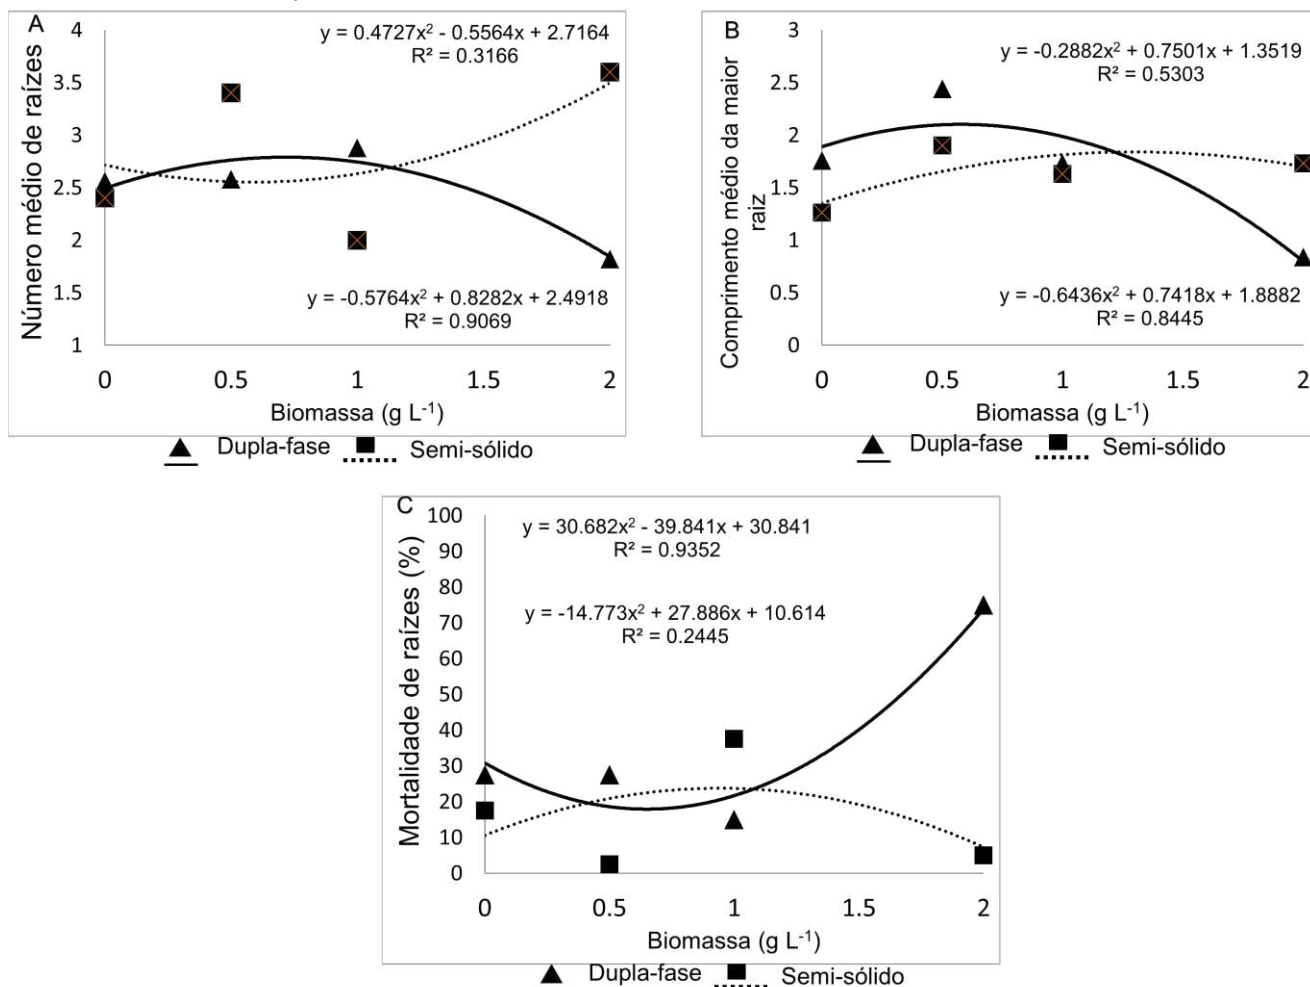 A
Número médio de raízes
4
3.5
3
2.5
2
1.5
1
y = 0.4727x² - 0.5564x + 2.7164
R² = 0.3166
y = -0.5764x² + 0.8282x + 2.4918
R² = 0.9069
0 0.5 1 1.5 2
Biomassa (g L⁻¹)
Dupla-fase Semi-sólido
B
Comprimento médio da maior
raiz
3
2.5
2
1.5
1
0.5
0
y = -0.2882x² + 0.7501x + 1.3519
R² = 0.5303
y = -0.6436x² + 0.7418x + 1.8882
R² = 0.8445
0 0.5 1 1.5 2
Biomassa (g L⁻¹)
Dupla-fase Semi-sólido
C
Mortalidade de raízes (%)
100
90
80
70
60
50
40
30
20
10
0
y = 30.682x² - 39.841x + 30.841
R² = 0.9352
y = -14.773x² + 27.886x + 10.614
R² = 0.2445
0 0.5 1 1.5 2
Biomassa (g L⁻¹)
Dupla-fase Semi-sólido